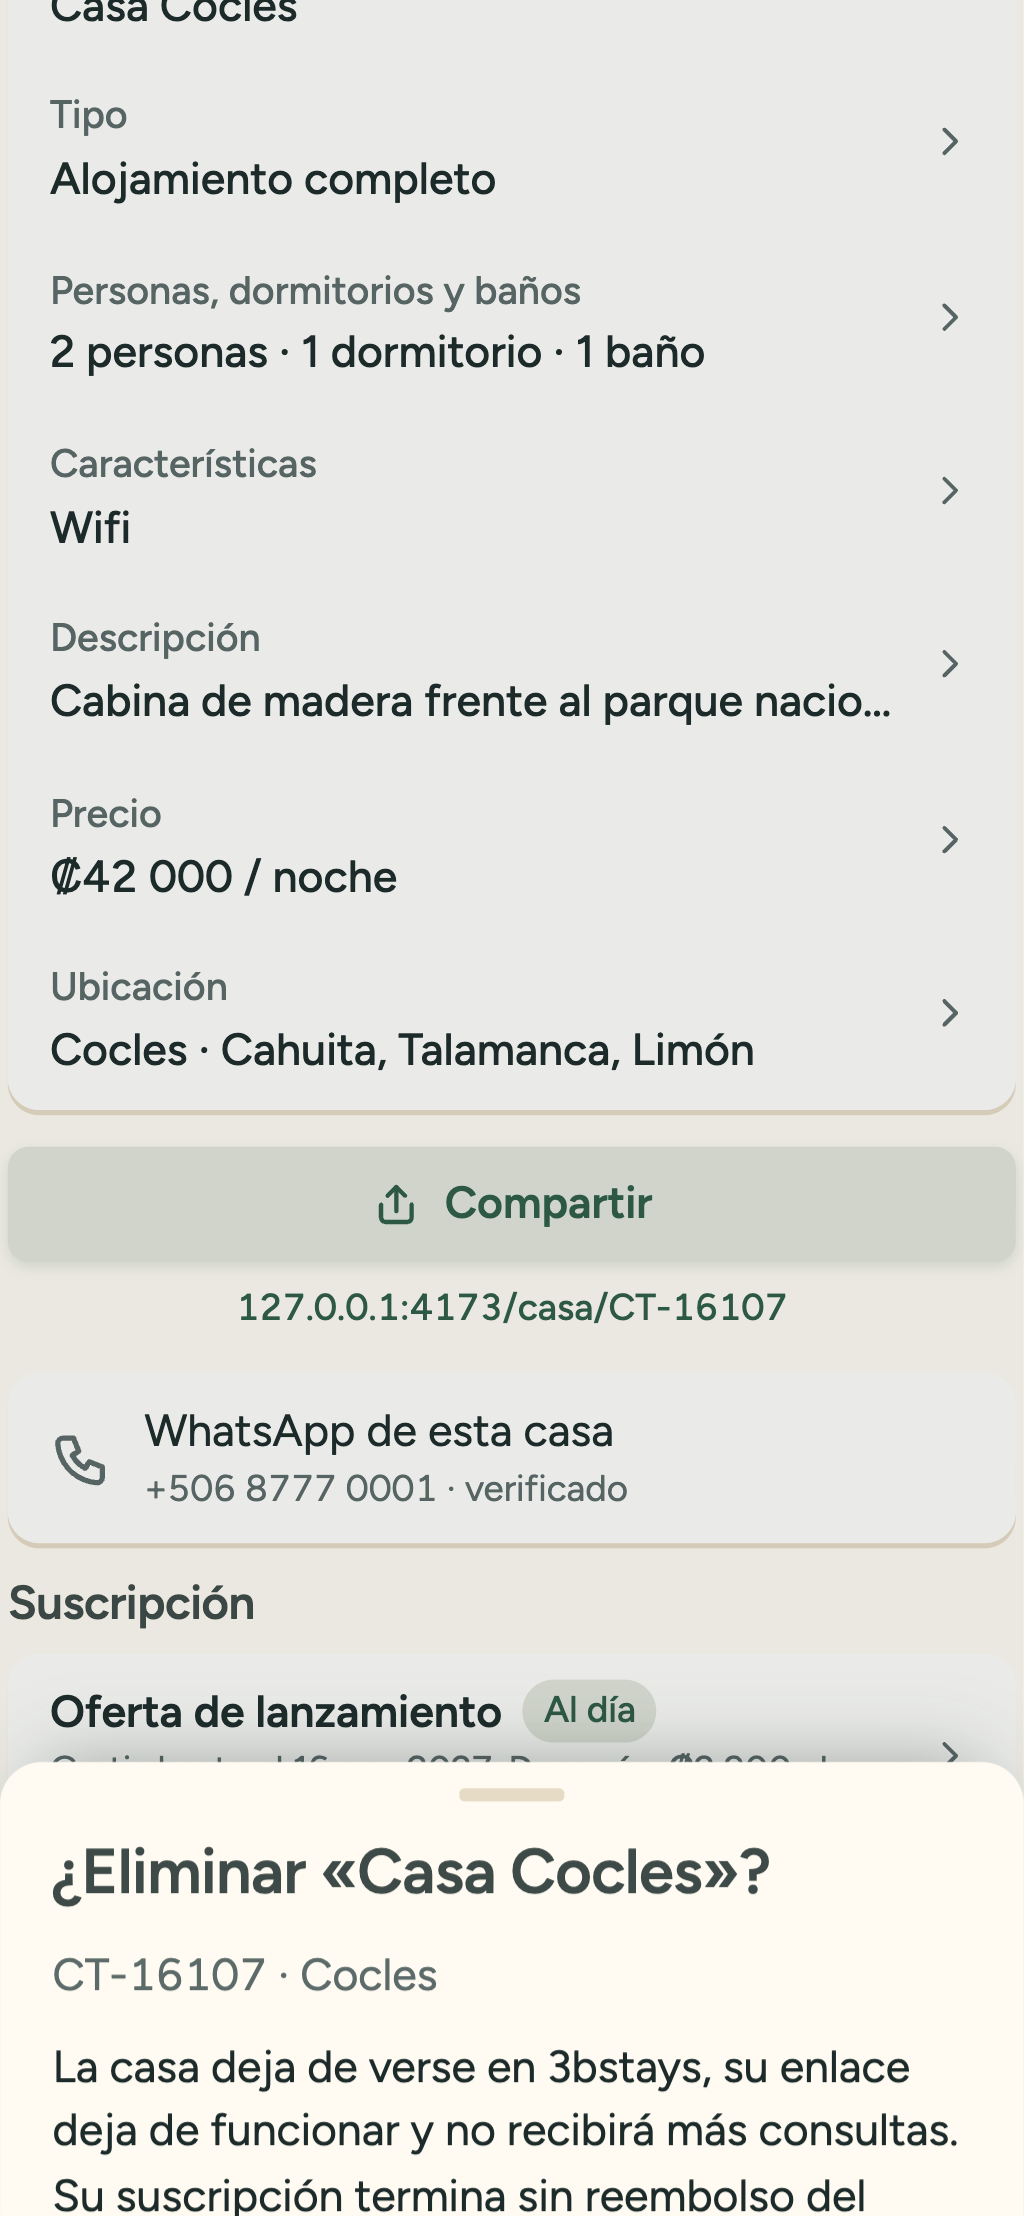 Casa Cocles
Tipo
Alojamiento completo
Personas, dormitorios y baños
2 personas · 1 dormitorio · 1 baño
Características
Wifi
Descripción
Cabina de madera frente al parque nacio...
Precio
₡42 000 / noche
Ubicación
Cocles · Cahuita, Talamanca, Limón
Compartir
127.0.0.1:4173/casa/CT-16107
WhatsApp de esta casa
+506 8777 0001 · verificado
Suscripción
Oferta de lanzamiento
Al día
¿Eliminar «Casa Cocles»?
CT-16107 · Cocles
La casa deja de verse en 3bstays, su enlace
deja de funcionar y no recibirá más consultas.
Su suscripción termina sin reembolso del